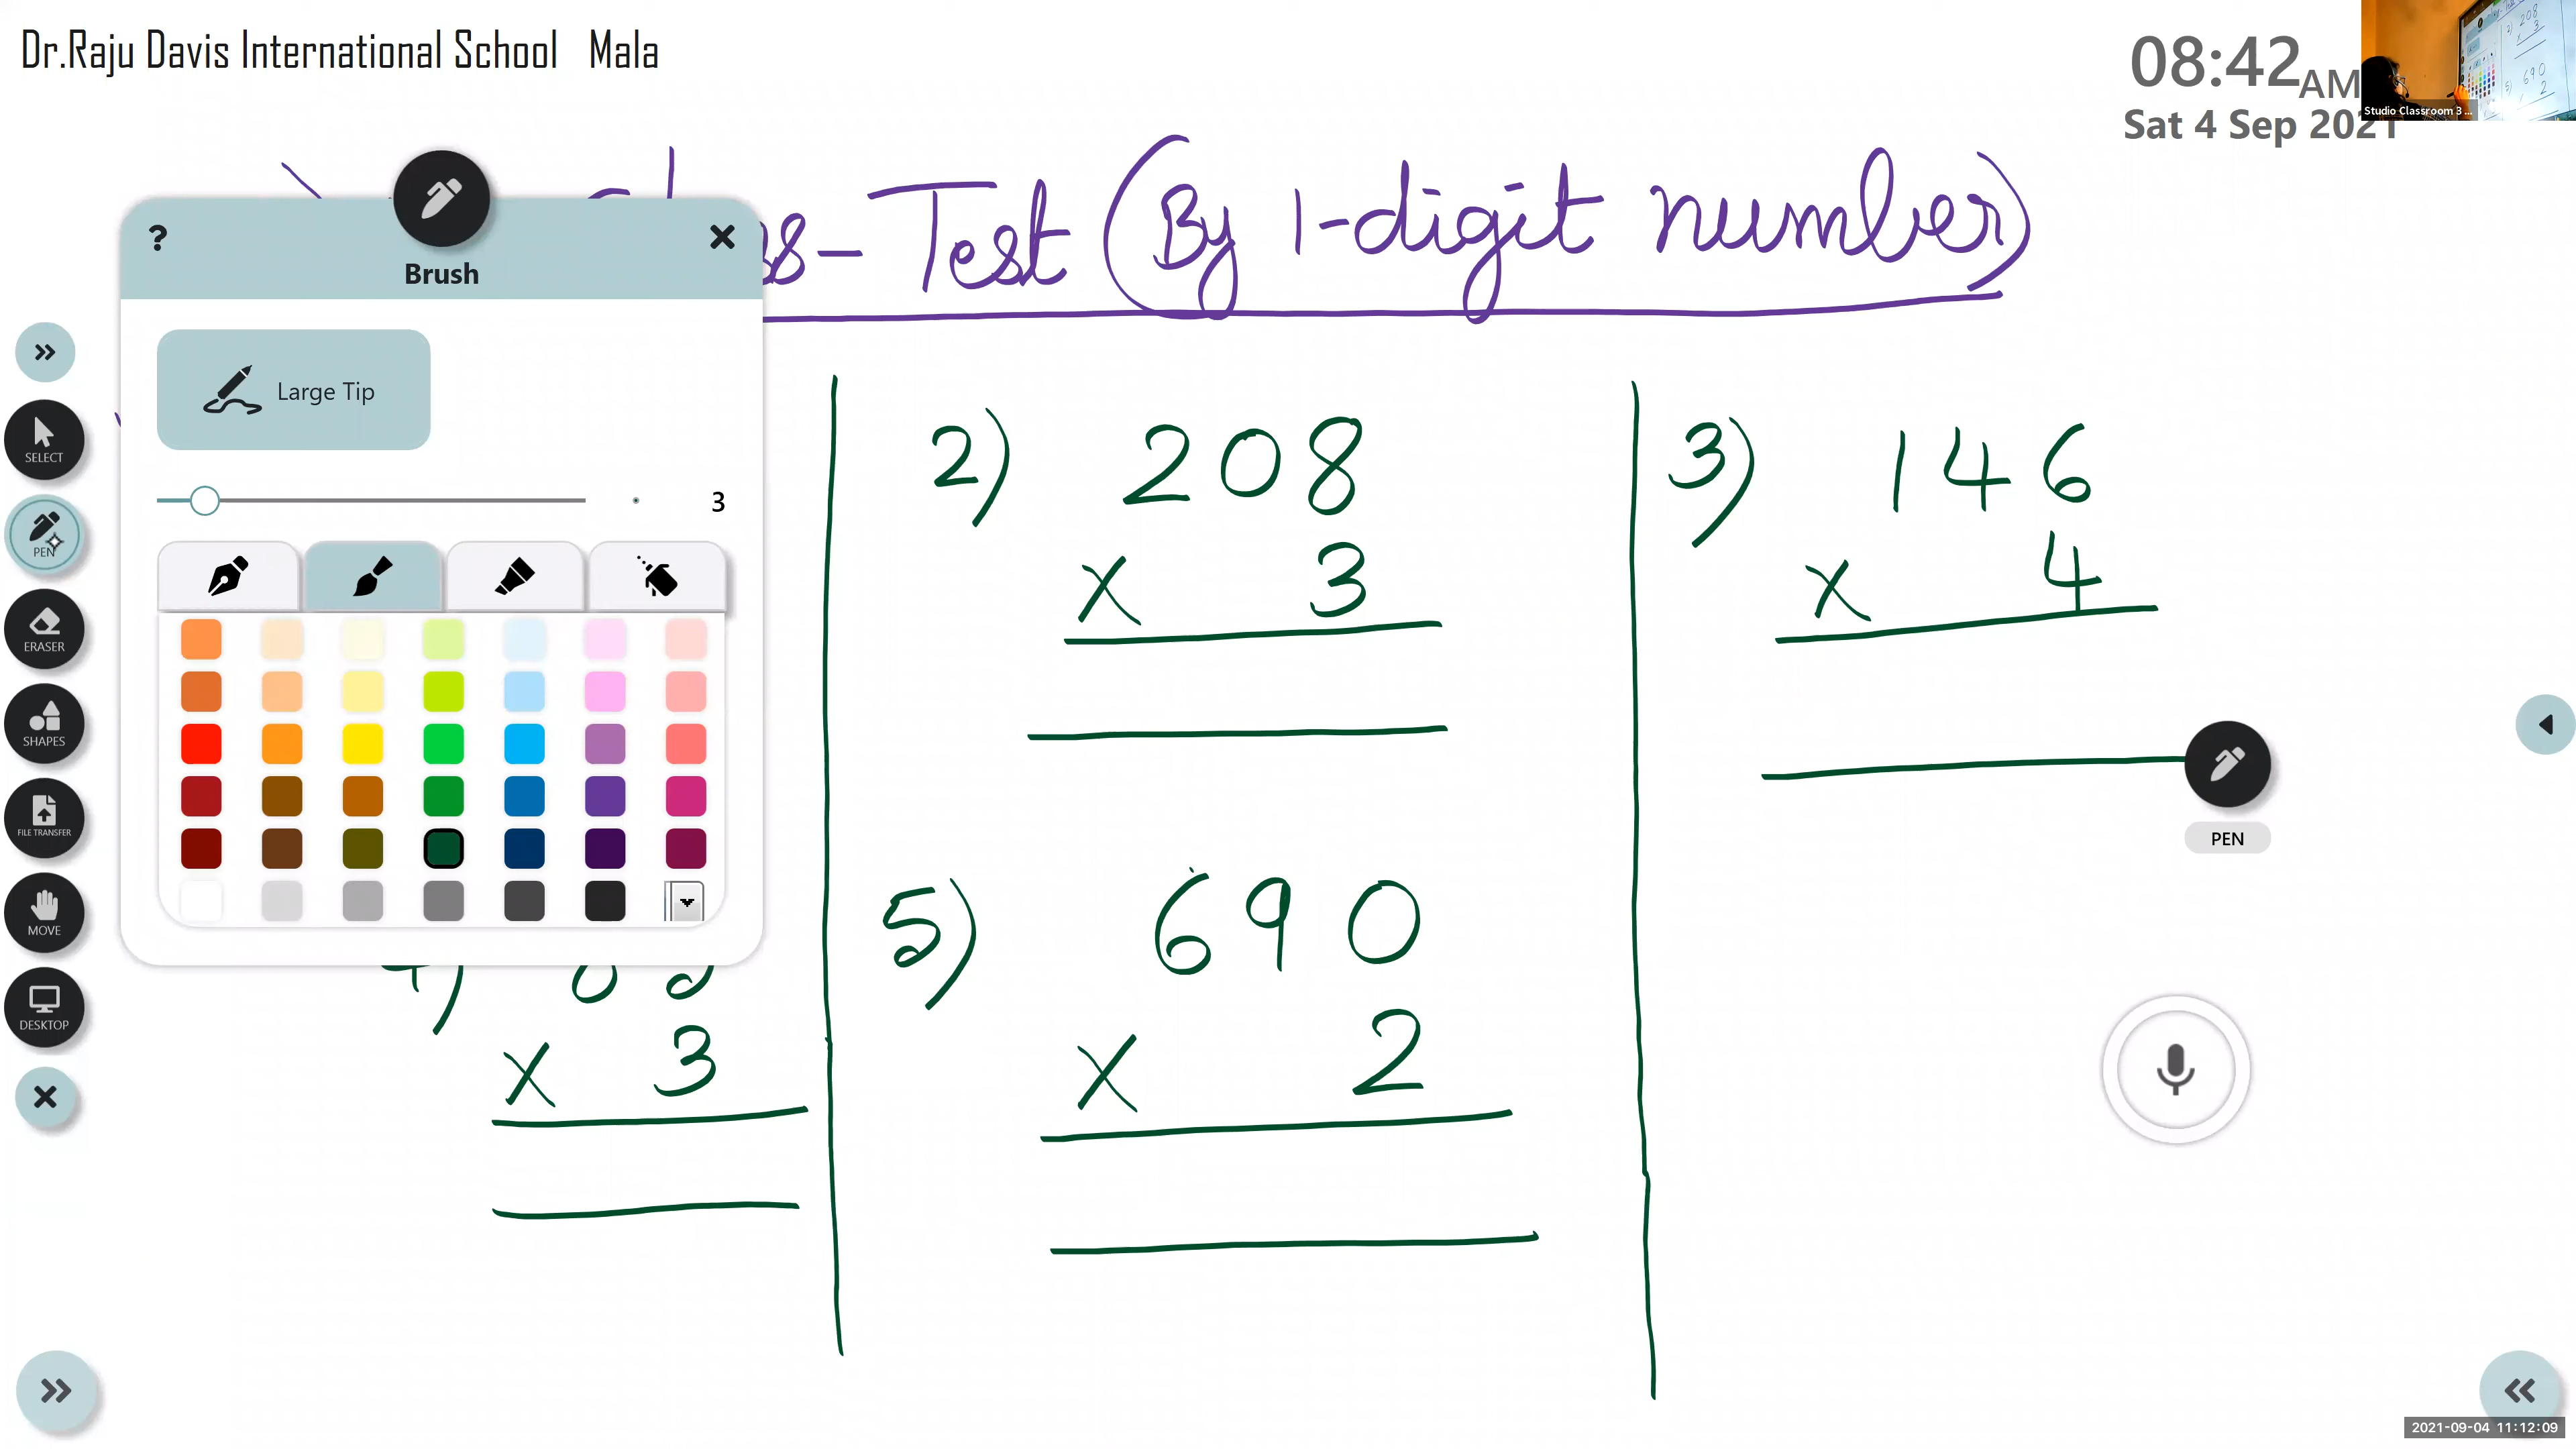 Dr.Raju Davis International School Mala
08:42 AM
Sat 4 Sep 2021
Studio Classroom 3 ...
Test (By 1-digit number)
?
Brush
Large Tip
3
SELECT
PEN
ERASER
SHAPES
FILE TRANSFER
MOVE
DESKTOP
2) 208
x 3
3) 146
x 4
PEN
x 3
5) 690
x 2
2021-09-04 11:12:09